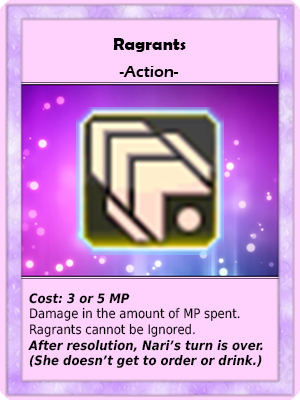 Ragrants
-Action-
Cost: 3 or 5 MP
Damage in the amount of MP spent.
Ragrants cannot be Ignored.
After resolution, Nari's turn is over.
(She doesn't get to order or drink.)